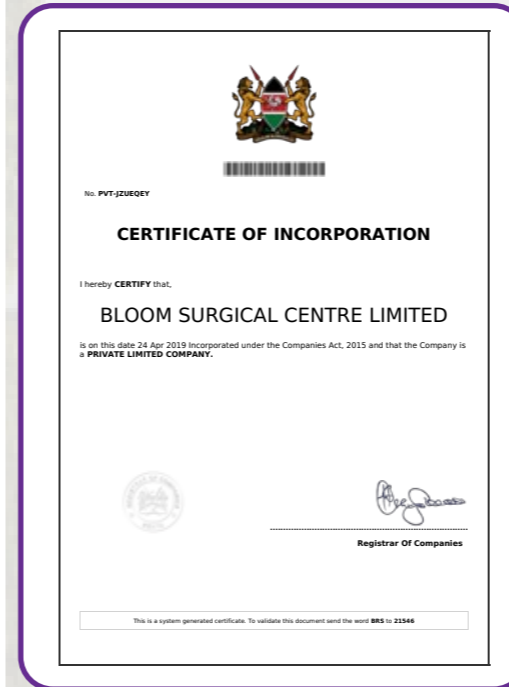 No. PVT-JZUEQEY
CERTIFICATE OF INCORPORATION
I hereby CERTIFY that,
BLOOM SURGICAL CENTRE LIMITED
is on this date 24 Apr 2019 Incorporated under the Companies Act, 2015 and that the Company is
a PRIVATE LIMITED COMPANY.
Registrar Of Companies
This is a system generated certificate. To validate this document send the word BRS to 21546